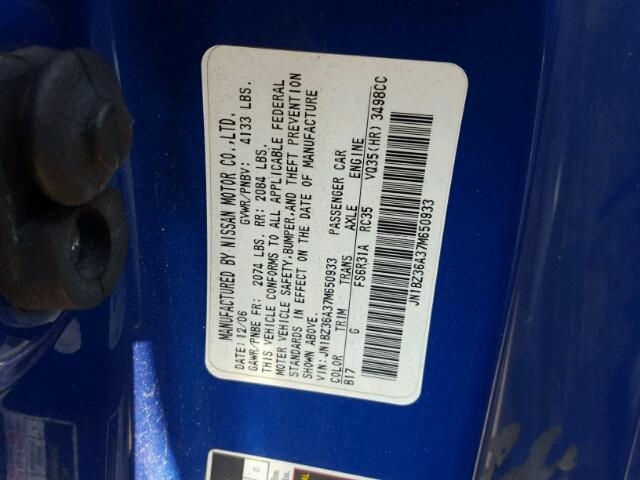 MANUFACTURED BY NISSAN MOTOR CO.,LTD.
DATE:12/06 GVWR/PNBV: 4133 LBS.
GAWR/PNBE FR: 2074 LBS. RR: 2084 LBS.
THIS VEHICLE CONFORMS TO ALL APPLICABLE FEDERAL
MOTER VEHICLE SAFETY,BUMPER,AND THEFT PREVENTION
STANDARDS IN EFFECT ON THE DATE OF MANUFACTURE
SHOWN ABOVE.
VIN: JN1BZ36A37M650933 PASSENGER CAR
COLOR TRIM TRANS AXLE ENGINE
B17 G FS6R31A RC35 VQ35(HR) 3498CC
JN1BZ36A37M650933
0